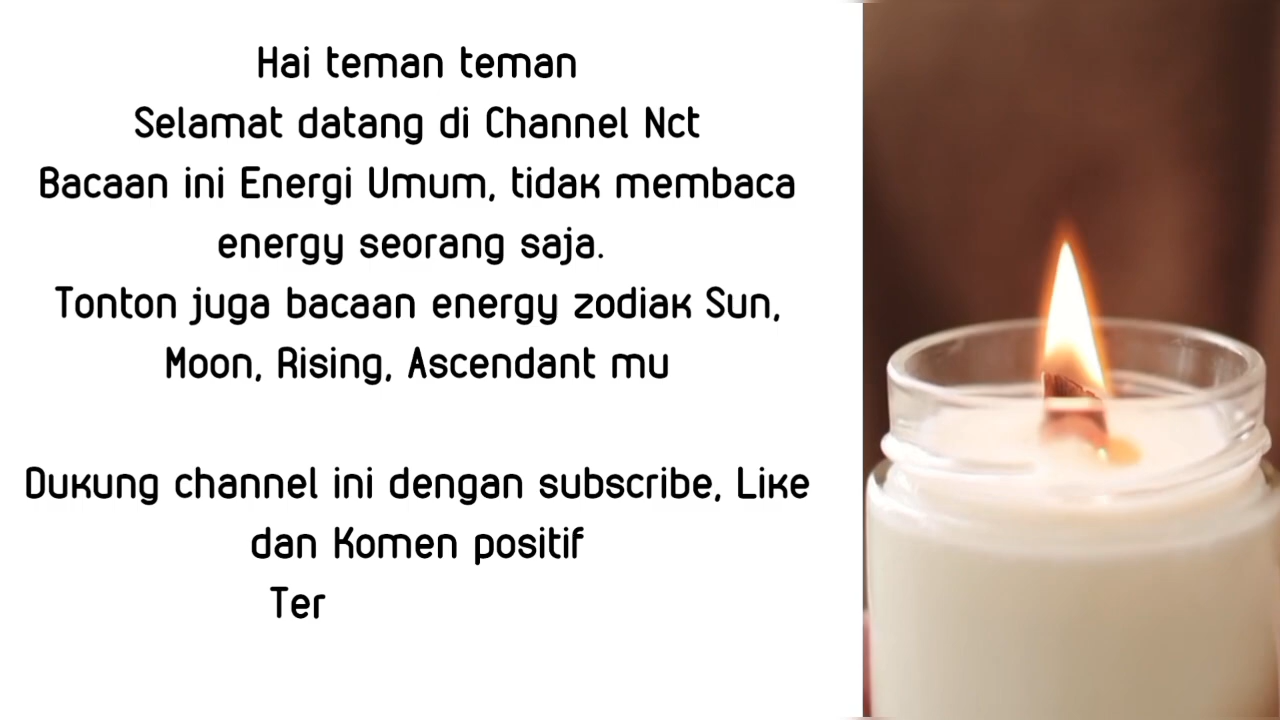 Hai teman teman
Selamat datang di Channel Nct
Bacaan ini Energi Umum, tidak membaca
energy seorang saja.
Tonton juga bacaan energy zodiak Sun,
Moon, Rising, Ascendant mu
Dukung channel ini dengan subscribe, Like
dan Komen positif
Ter